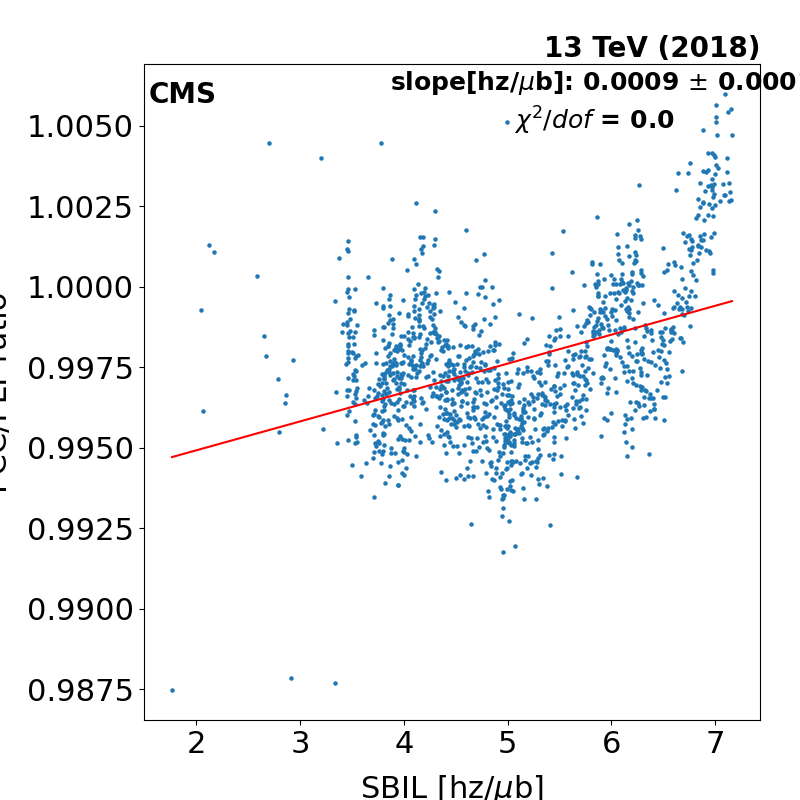 13 TeV (2018)
CMS
slope[hz/μb]: 0.0009 ± 0.000
χ²/dof = 0.0
1.0050
1.0025
1.0000
0.9975
0.9950
0.9925
0.9900
0.9875
2 3 4 5 6 7
SBIL [hz/μb]